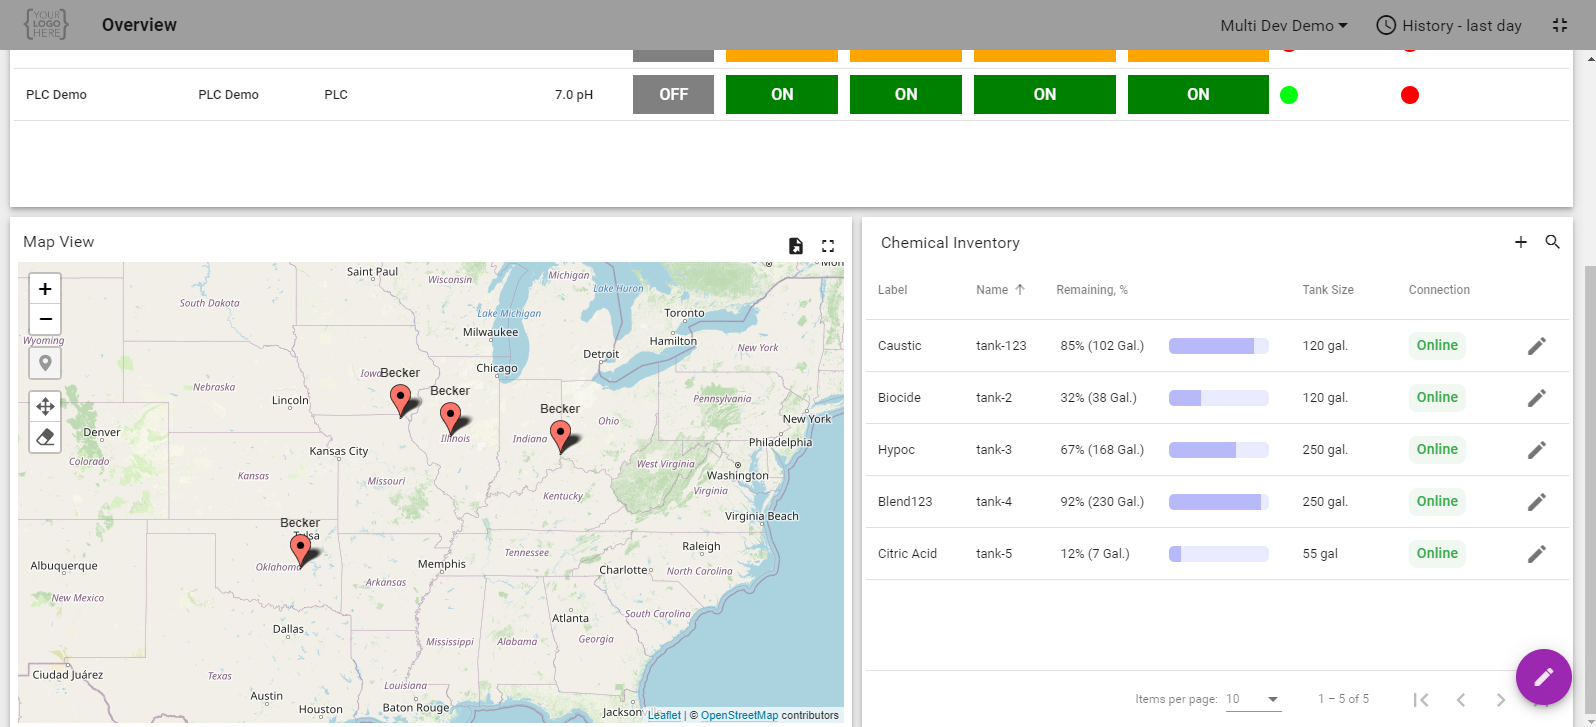 {YOUR LOGO HERE}
Overview
Multi Dev Demo
History - last day
PLC Demo PLC Demo PLC 7.0 pH OFF ON ON ON ON
Map View
+
−
Saint Paul
Wisconsin
Michigan
Lake Huron
South Dakota
Lake Michigan
Toronto
Wyoming
Milwaukee
Hamilton
New York
Detroit
Iowa
Becker
Chicago
Nebraska
Becker
Lincoln
Pennsylvania
Becker
New York
Denver
Illinois
Indiana
Ohio
Philadelphia
Kansas City
Colorado
West Virginia
Washington
Kansas
Missouri
Virginia
Kentucky
Becker
Virginia Beach
Tulsa
Raleigh
Tennessee
Albuquerque
Oklahoma
Memphis
Charlotte
North Carolina
Arkansas
New Mexico
South Carolina
Atlanta
Dallas
Mississippi
Alabama
Georgia
Ciudad Juárez
Texas
Louisiana
Austin
Houston
Baton Rouge
Leaflet | © OpenStreetMap contributors
Chemical Inventory
Label Name Remaining, % Tank Size Connection
Caustic tank-123 85% (102 Gal.) 120 gal. Online
Biocide tank-2 32% (38 Gal.) 120 gal. Online
Hypoc tank-3 67% (168 Gal.) 250 gal. Online
Blend123 tank-4 92% (230 Gal.) 250 gal. Online
Citric Acid tank-5 12% (7 Gal.) 55 gal Online
Items per page: 10 1 – 5 of 5